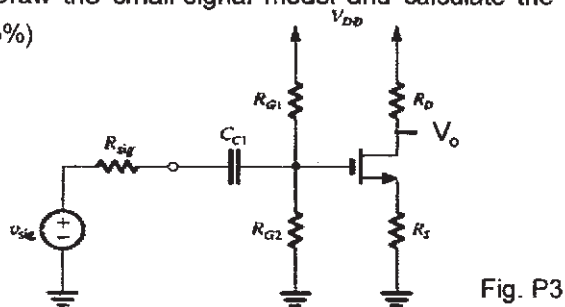 draw the small-signal model and calculate the
%)
V_DD
R_G1
R_D
C_C1
V_o
R_sig
v_sig
+
−
R_G2
R_S
Fig. P3